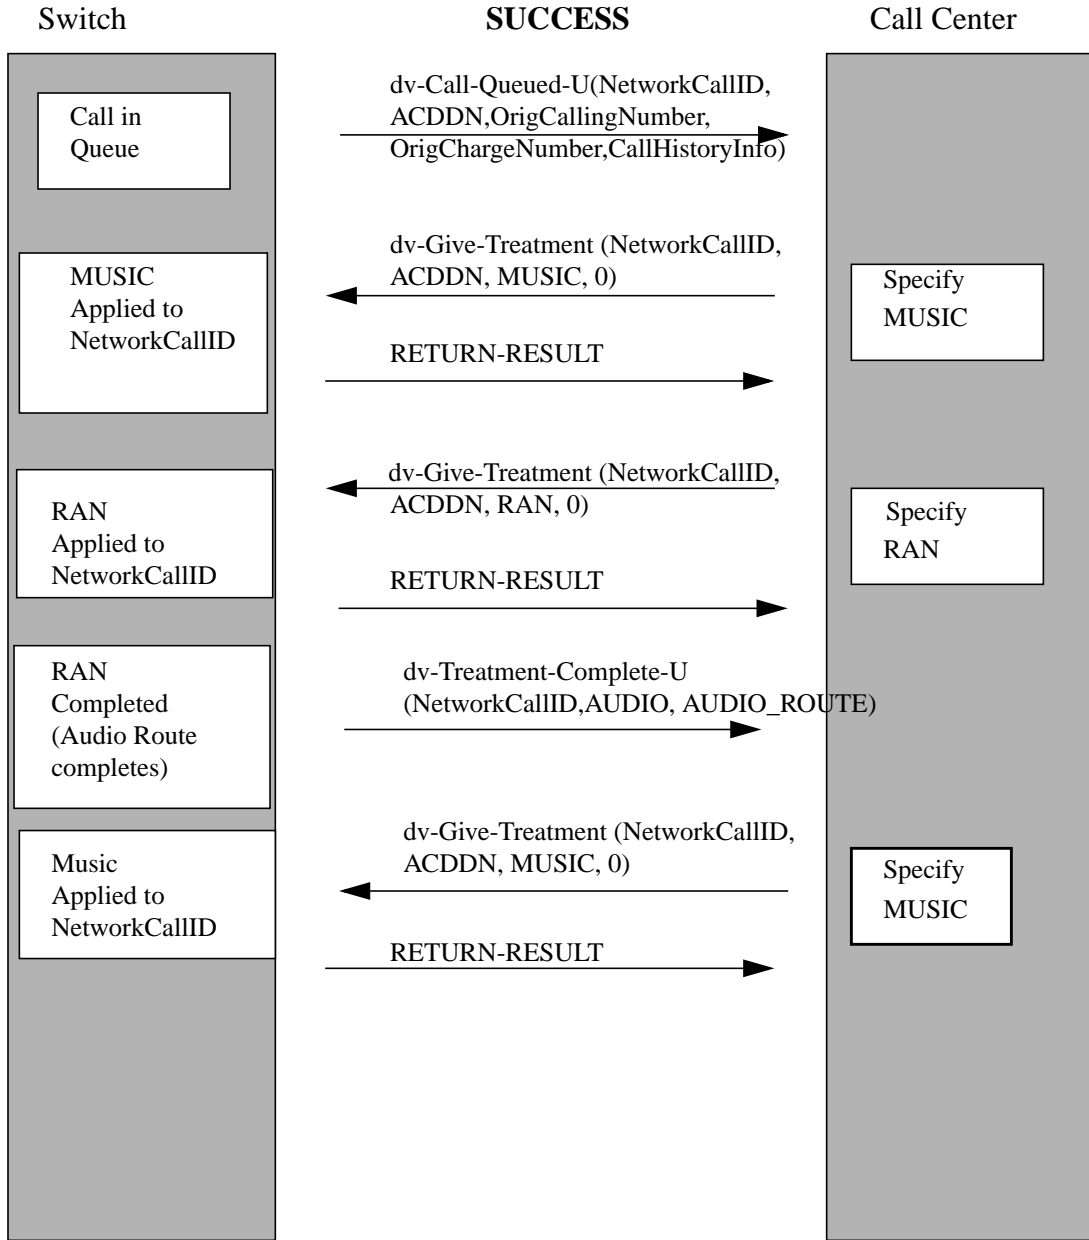 Switch
SUCCESS
Call Center
Call in
Queue
dv-Call-Queued-U(NetworkCallID,
ACDDN,OrigCallingNumber,
OrigChargeNumber,CallHistoryInfo)
MUSIC
Applied to
NetworkCallID
dv-Give-Treatment (NetworkCallID,
ACDDN, MUSIC, 0)
Specify
MUSIC
RETURN-RESULT
RAN
Applied to
NetworkCallID
dv-Give-Treatment (NetworkCallID,
ACDDN, RAN, 0)
Specify
RAN
RETURN-RESULT
RAN
Completed
(Audio Route
completes)
dv-Treatment-Complete-U
(NetworkCallID,AUDIO, AUDIO_ROUTE)
Music
Applied to
NetworkCallID
dv-Give-Treatment (NetworkCallID,
ACDDN, MUSIC, 0)
Specify
MUSIC
RETURN-RESULT